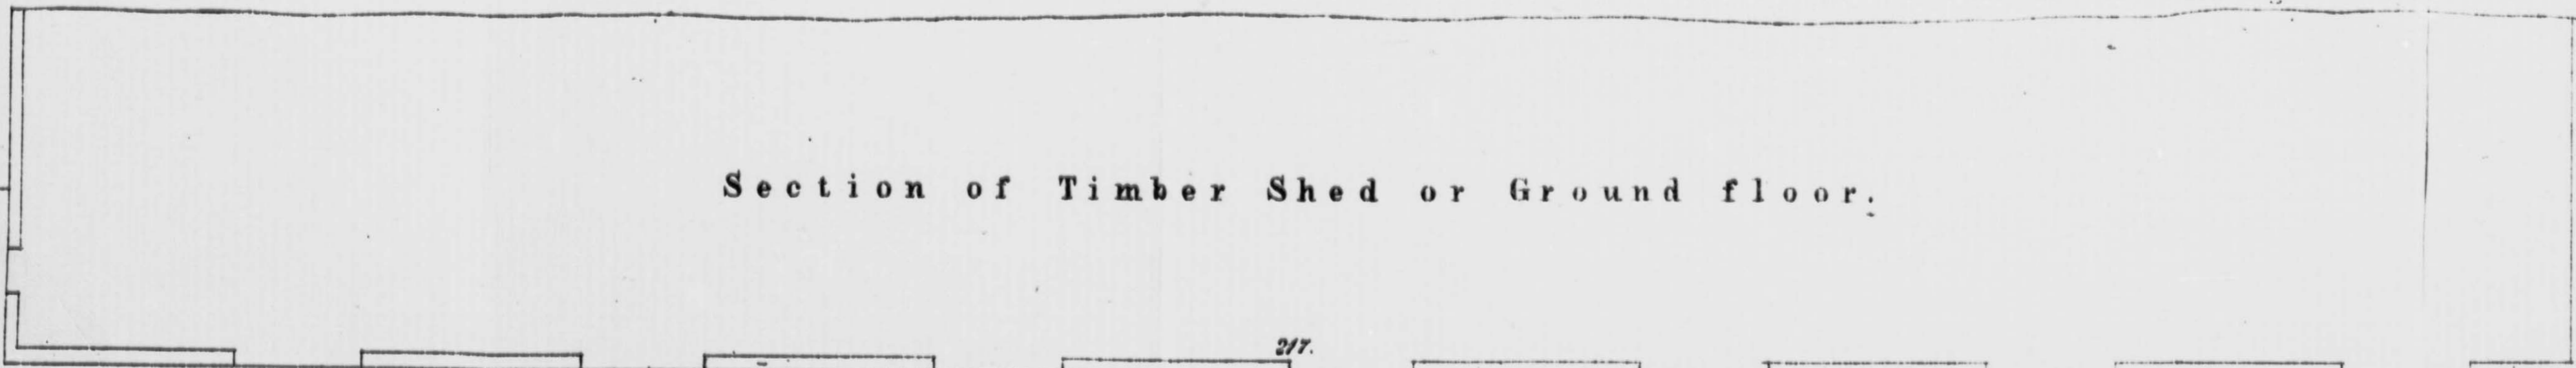 Section of Timber Shed or Ground floor.
217.